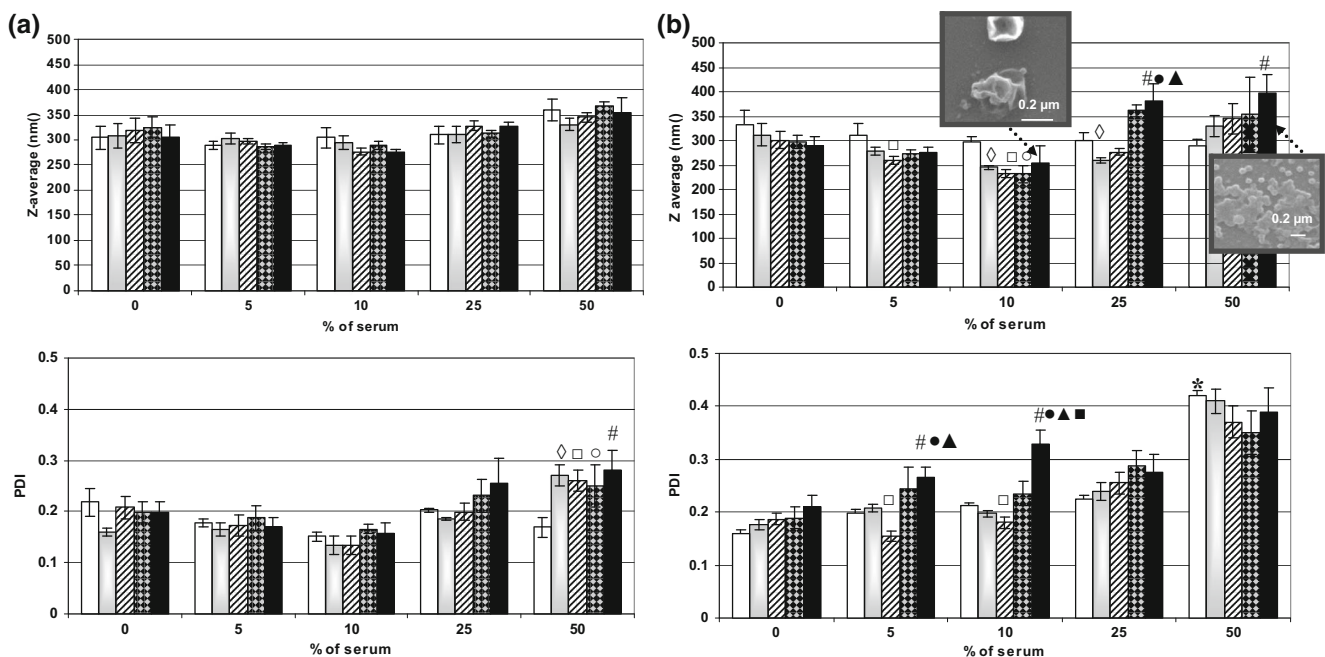 (a)
500
450
400
350
300
250
200
150
100
50
0
Z-average (nm()
0 5 10 25 50
% of serum
0.5
0.4
0.3
0.2
0.1
0
PDI
◊ □ ○ #
0 5 10 25 50
% of serum
(b)
500
450
400
350
300
250
200
150
100
50
0
Z average (nm()
0.2 µm
□
◊ □ ○
◊
#●▲
#
0.2 µm
0 5 10 25 50
% of serum
0.5
0.4
0.3
0.2
0.1
0
PDI
□
#●▲
□
#●▲■
*
0 5 10 25 50
% of serum